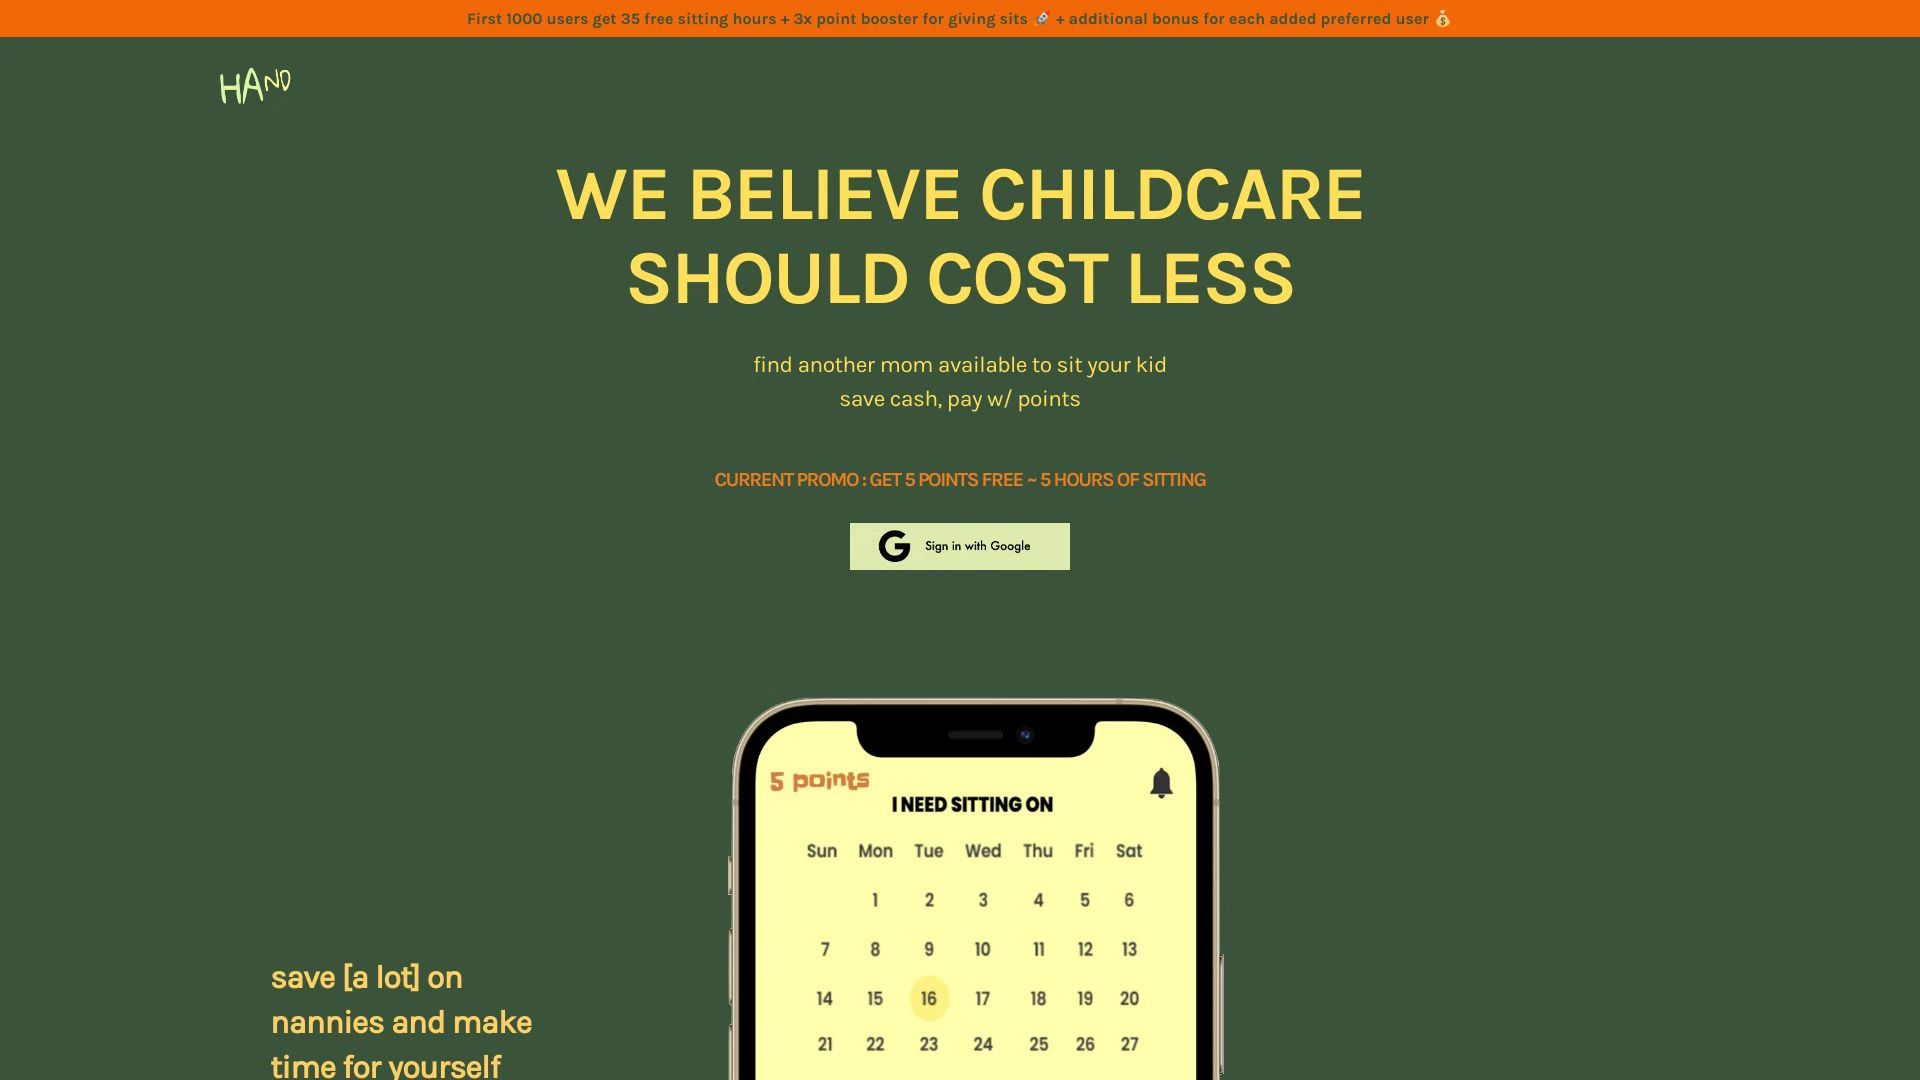 First 1000 users get 35 free sitting hours + 3x point booster for giving sits 🚀 + additional bonus for each added preferred user 💰
HAND
WE BELIEVE CHILDCARE
SHOULD COST LESS
find another mom available to sit your kid
save cash, pay w/ points
CURRENT PROMO : GET 5 POINTS FREE ~ 5 HOURS OF SITTING
G Sign in with Google
5 points
I NEED SITTING ON
Sun Mon Tue Wed Thu Fri Sat
1 2 3 4 5 6
7 8 9 10 11 12 13
14 15 16 17 18 19 20
21 22 23 24 25 26 27
save [a lot] on
nannies and make
time for yourself